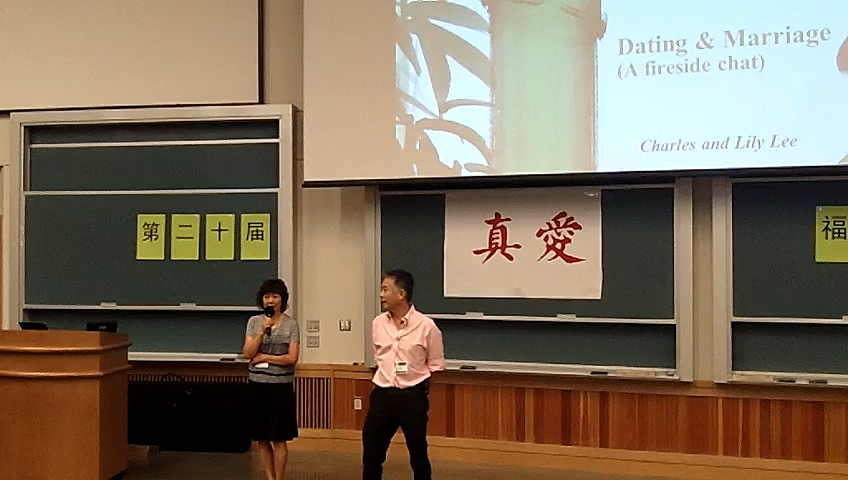 Dating & Marriage
(A fireside chat)
Charles and Lily Lee
第二十届
真愛
福